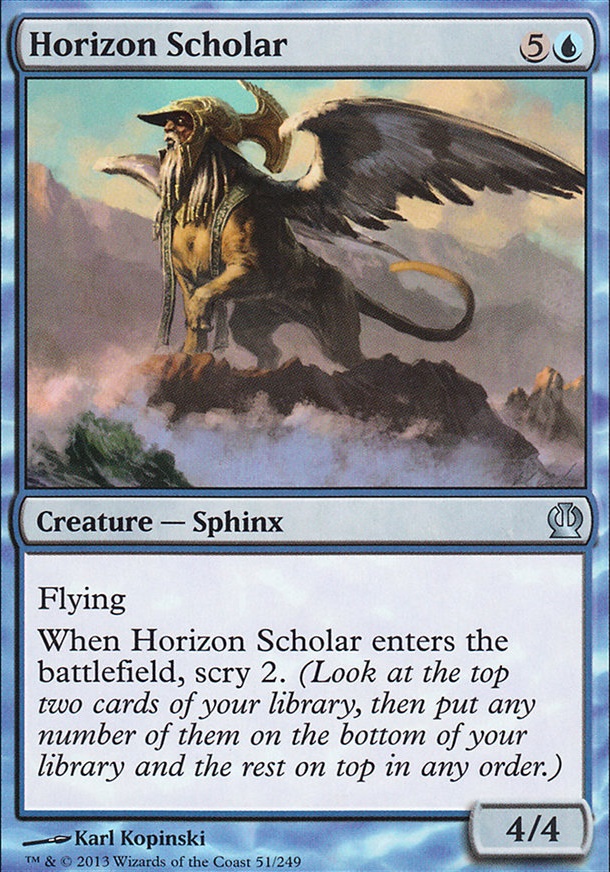 Horizon Scholar 5
Creature — Sphinx
Flying
When Horizon Scholar enters the
battlefield, scry 2. (Look at the top
two cards of your library, then put any
number of them on the bottom of your
library and the rest on top in any order.)
4/4
Karl Kopinski
™ & © 2013 Wizards of the Coast 51/249